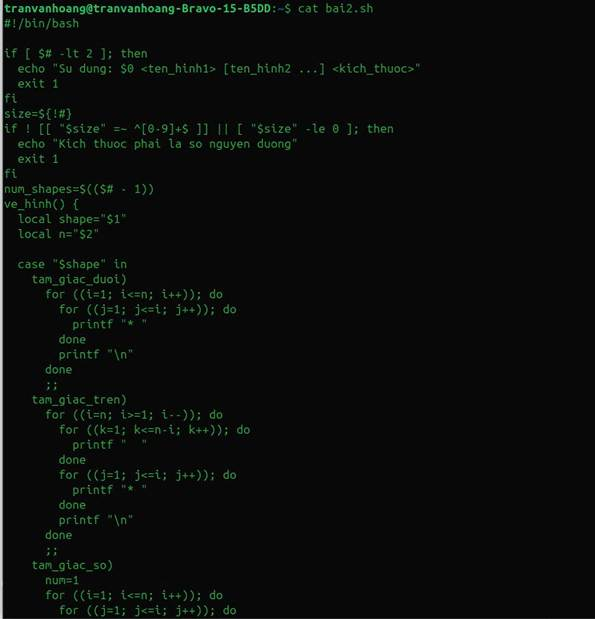 tranvanhoang@tranvanhoang-Bravo-15-B5DD:~$ cat bai2.sh
#!/bin/bash

if [ $# -lt 2 ]; then
  echo "Su dung: $0 <ten_hinh1> [ten_hinh2 ...] <kich_thuoc>"
  exit 1
fi
size=${!#}
if ! [[ "$size" =~ ^[0-9]+$ ]] || [ "$size" -le 0 ]; then
  echo "Kich thuoc phai la so nguyen duong"
  exit 1
fi
num_shapes=$(($# - 1))
ve_hinh() {
  local shape="$1"
  local n="$2"

  case "$shape" in
    tam_giac_duoi)
      for ((i=1; i<=n; i++)); do
        for ((j=1; j<=i; j++)); do
          printf "* "
        done
        printf "\n"
      done
      ;;
    tam_giac_tren)
      for ((i=n; i>=1; i--)); do
        for ((k=1; k<=n-i; k++)); do
          printf "  "
        done
        for ((j=1; j<=i; j++)); do
          printf "* "
        done
        printf "\n"
      done
      ;;
    tam_giac_so)
      num=1
      for ((i=1; i<=n; i++)); do
        for ((j=1; j<=i; j++)); do